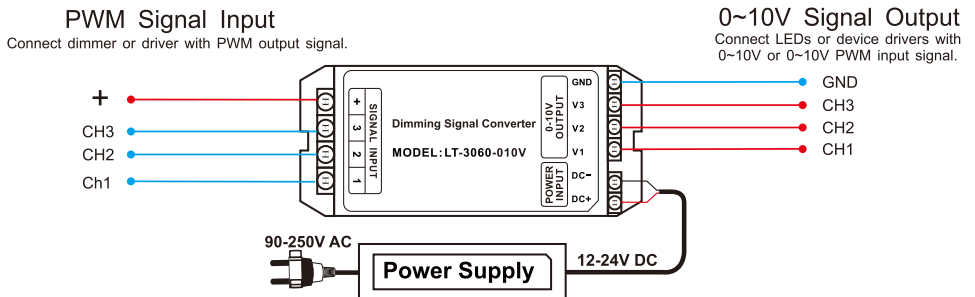 PWM Signal Input
Connect dimmer or driver with PWM output signal.
+
CH3
CH2
Ch1
+
3
2
1
SIGNAL INPUT
Dimming Signal Converter
MODEL:LT-3060-010V
0-10V
OUTPUT
POWER
INPUT
GND
V3
V2
V1
DC-
DC+
0~10V Signal Output
Connect LEDs or device drivers with
0~10V or 0~10V PWM input signal.
GND
CH3
CH2
CH1
90-250V AC
Power Supply
12-24V DC